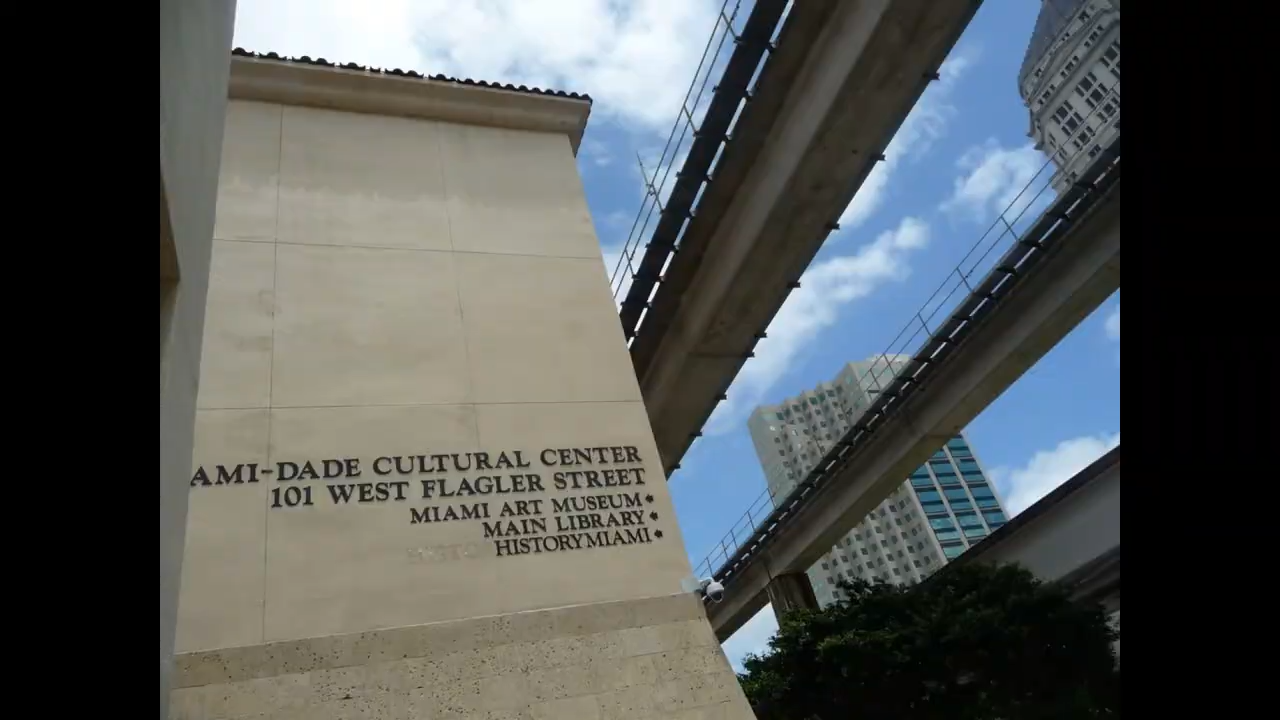 AMI-DADE CULTURAL CENTER
101 WEST FLAGLER STREET
MIAMI ART MUSEUM
MAIN LIBRARY
HISTORYMIAMI